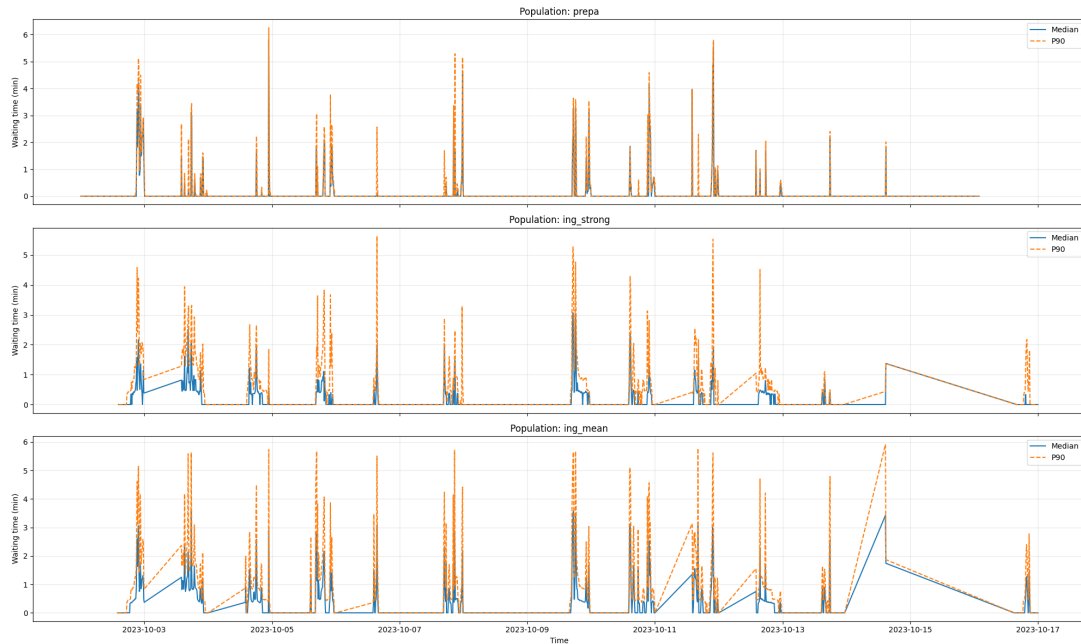 Population: prepa
Median
P90
Waiting time (min)
6
5
4
3
2
1
0
Population: ing_strong
Median
P90
Waiting time (min)
5
4
3
2
1
0
Population: ing_mean
Median
P90
Waiting time (min)
6
5
4
3
2
1
0
2023-10-03 2023-10-05 2023-10-07 2023-10-09 2023-10-11 2023-10-13 2023-10-15 2023-10-17
Time